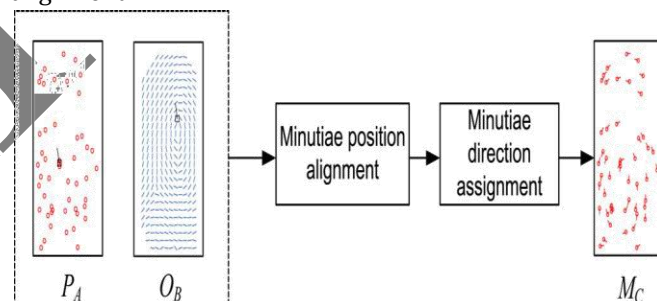 Minutiae position
alignment
Minutiae
direction
assignment
P_A
O_B
M_C